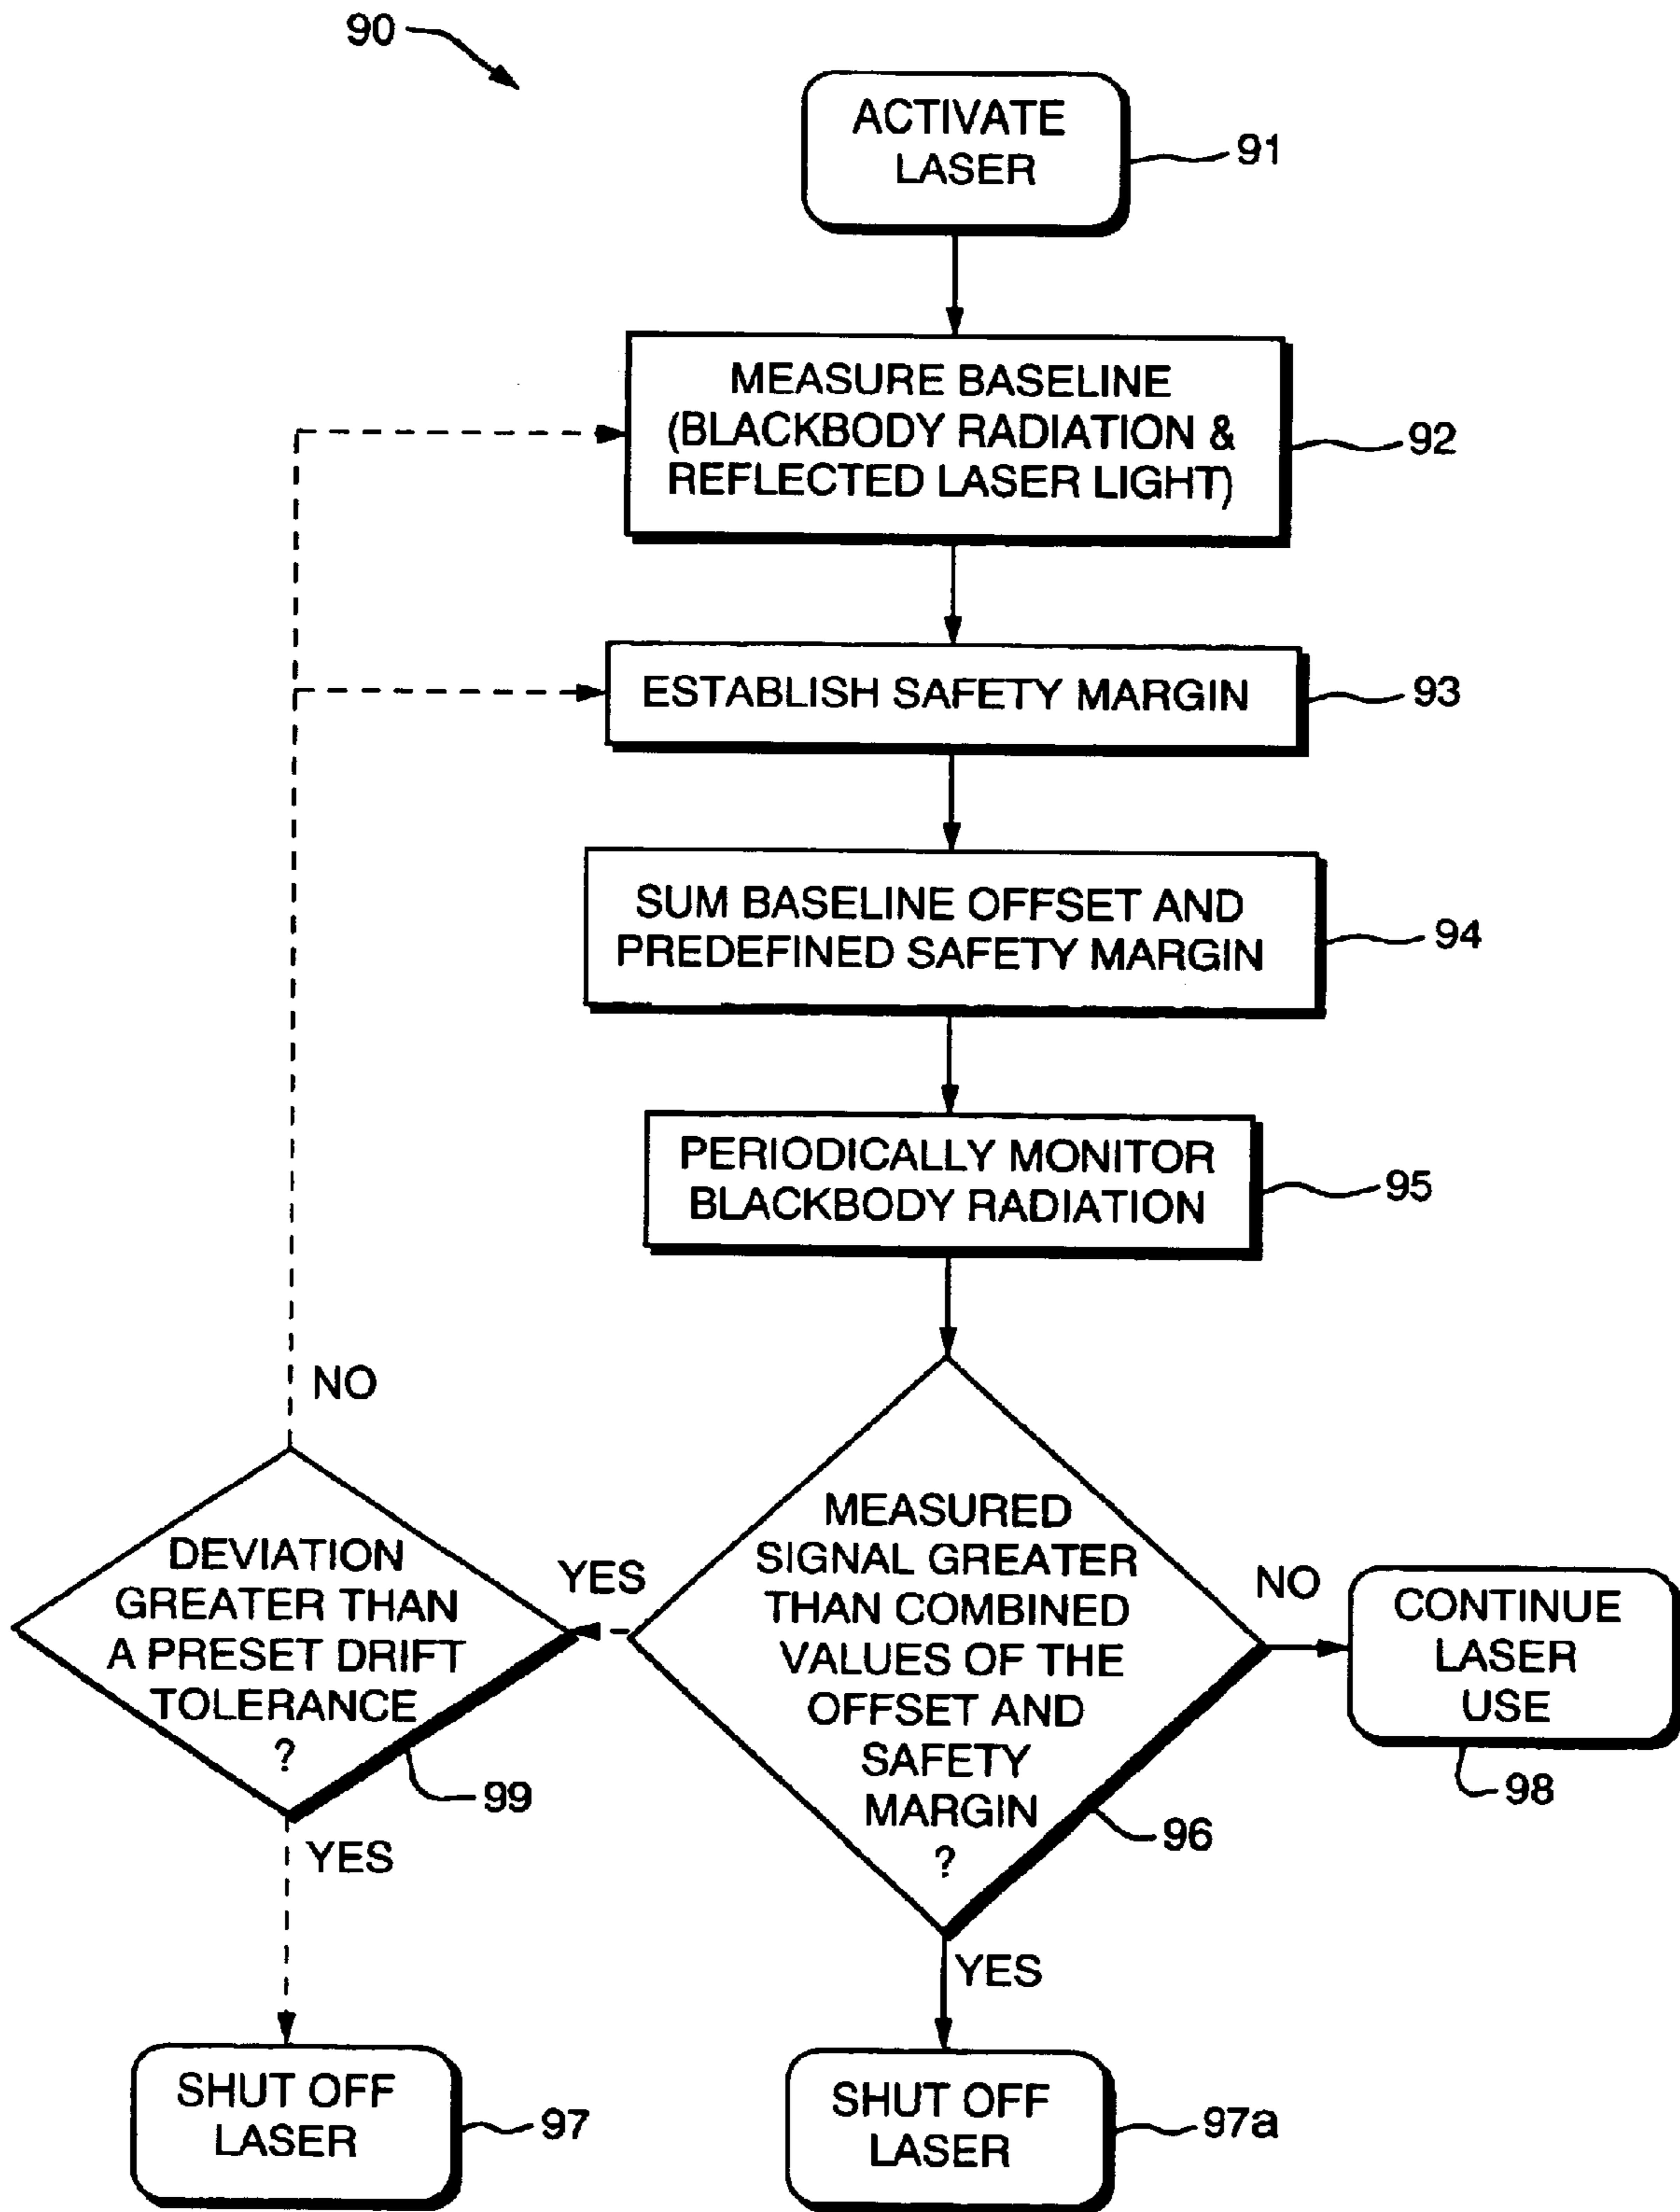 90
ACTIVATE
LASER
91
MEASURE BASELINE
(BLACKBODY RADIATION &
REFLECTED LASER LIGHT)
92
ESTABLISH SAFETY MARGIN
93
SUM BASELINE OFFSET AND
PREDEFINED SAFETY MARGIN
94
PERIODICALLY MONITOR
BLACKBODY RADIATION
95
NO
DEVIATION
GREATER THAN
A PRESET DRIFT
TOLERANCE
?
99
YES
YES
MEASURED
SIGNAL GREATER
THAN COMBINED
VALUES OF THE
OFFSET AND
SAFETY
MARGIN
?
96
NO
CONTINUE
LASER
USE
98
YES
SHUT OFF
LASER
97
SHUT OFF
LASER
97a